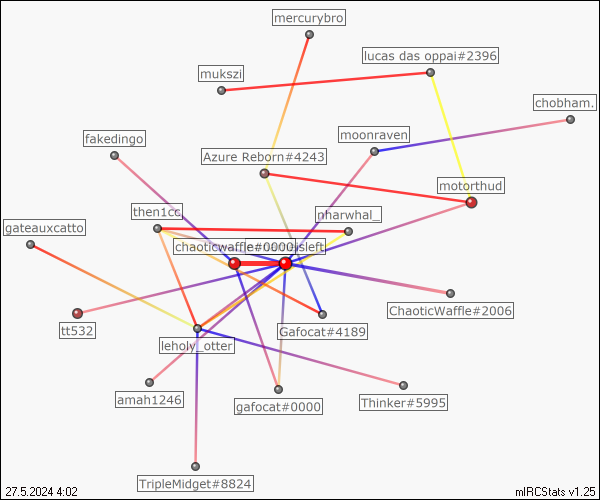 mercurybro
lucas das oppai#2396
mukszi
chobham.
fakedingo
moonraven
Azure Reborn#4243
motorthud
then1cc
nharwhal_
gateauxcatto
chaoticwaffle#0000
isleft
ChaoticWaffle#2006
tt532
Gafocat#4189
leholy_otter
amah1246
gafocat#0000
Thinker#5995
TripleMidget#8824
27.5.2024 4:02
mIRCStats v1.25